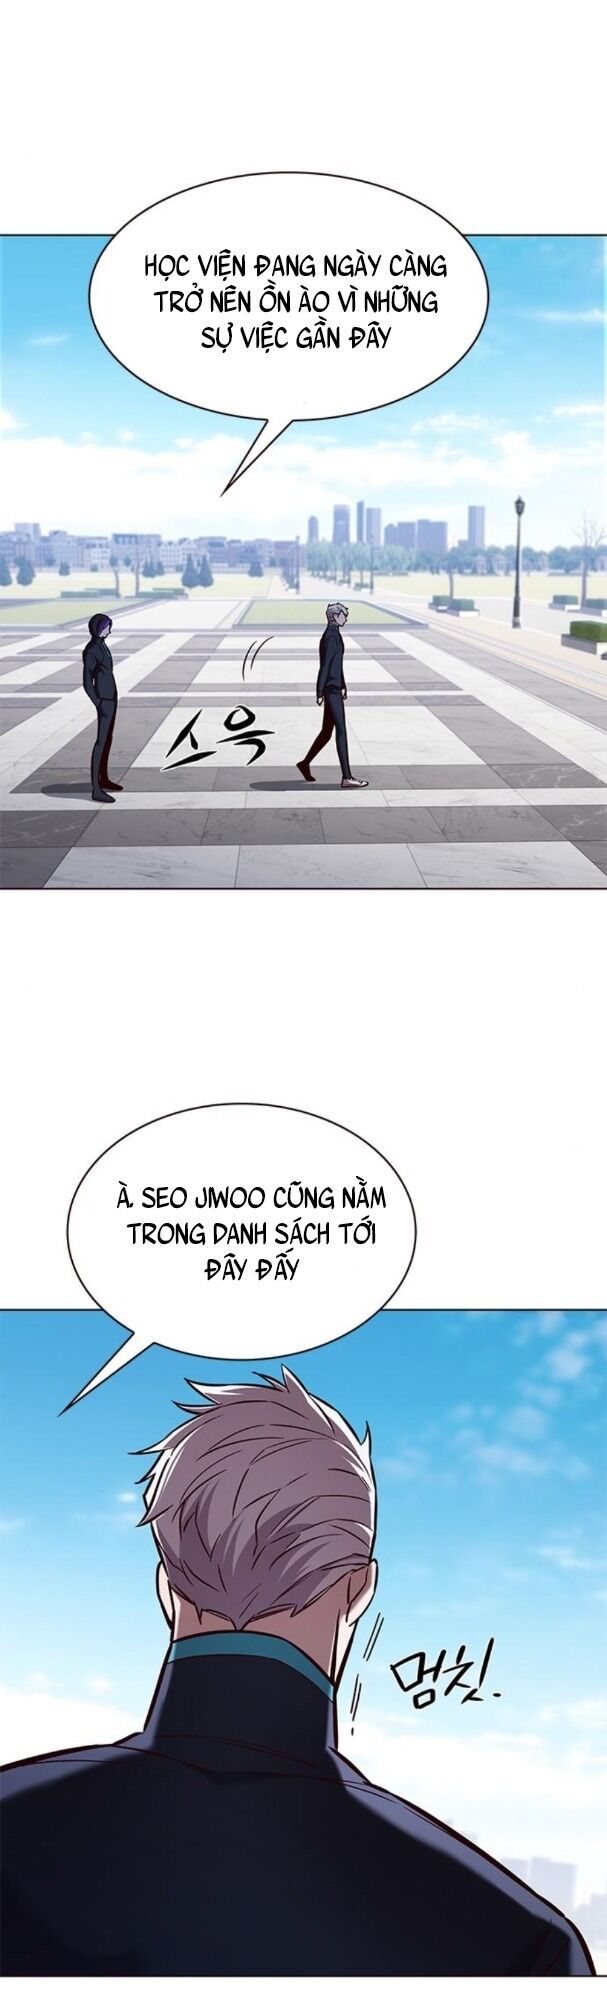 HỌC VIỆN ĐANG NGÀY CÀNG
TRỞ NÊN ỒN ÀO VÌ NHỮNG
SỰ VIỆC GẦN ĐÂY
스윽
À, SEO JIWOO CŨNG NẰM
TRONG DANH SÁCH TỚI
ĐÂY ĐẤY
멈칫.